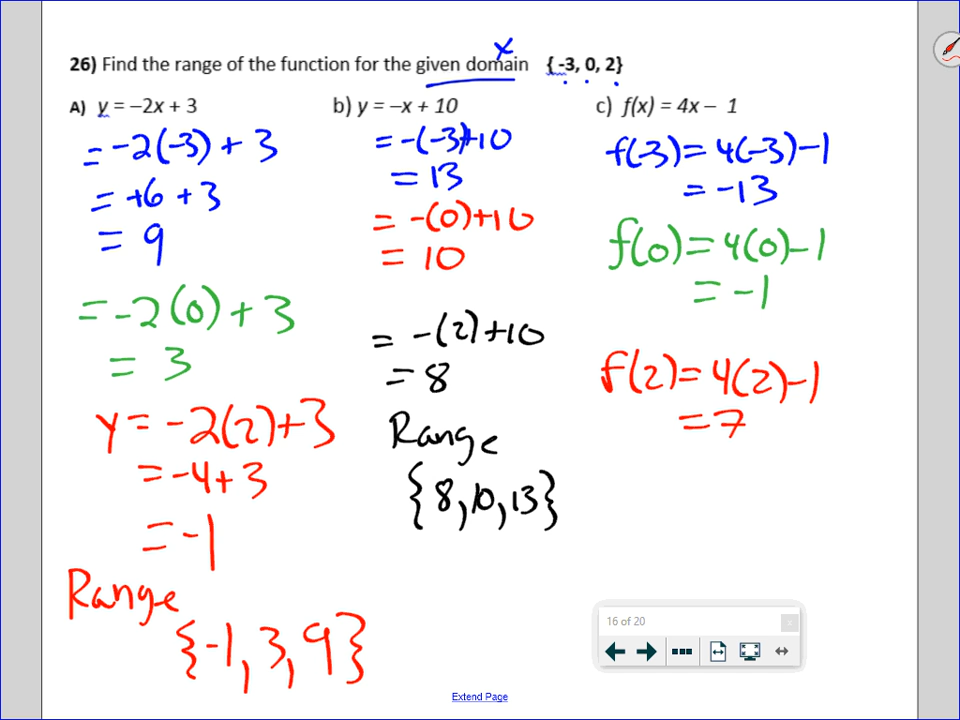 26) Find the range of the function for the given domain { -3, 0, 2}
x
A) y = –2x + 3
= -2(-3) + 3
= +6 + 3
= 9
= -2(0) + 3
= 3
y = -2(2)+3
= -4+3
= -1
Range
{-1, 3, 9}
b) y = –x + 10
= -(-3)+10
= 13
= -(0)+10
= 10
= -(2)+10
= 8
Range
{8, 10, 13}
c) f(x) = 4x – 1
f(-3) = 4(-3)-1
= -13
f(0) = 4(0)-1
= -1
f(2) = 4(2)-1
= 7
16 of 20
x
Extend Page